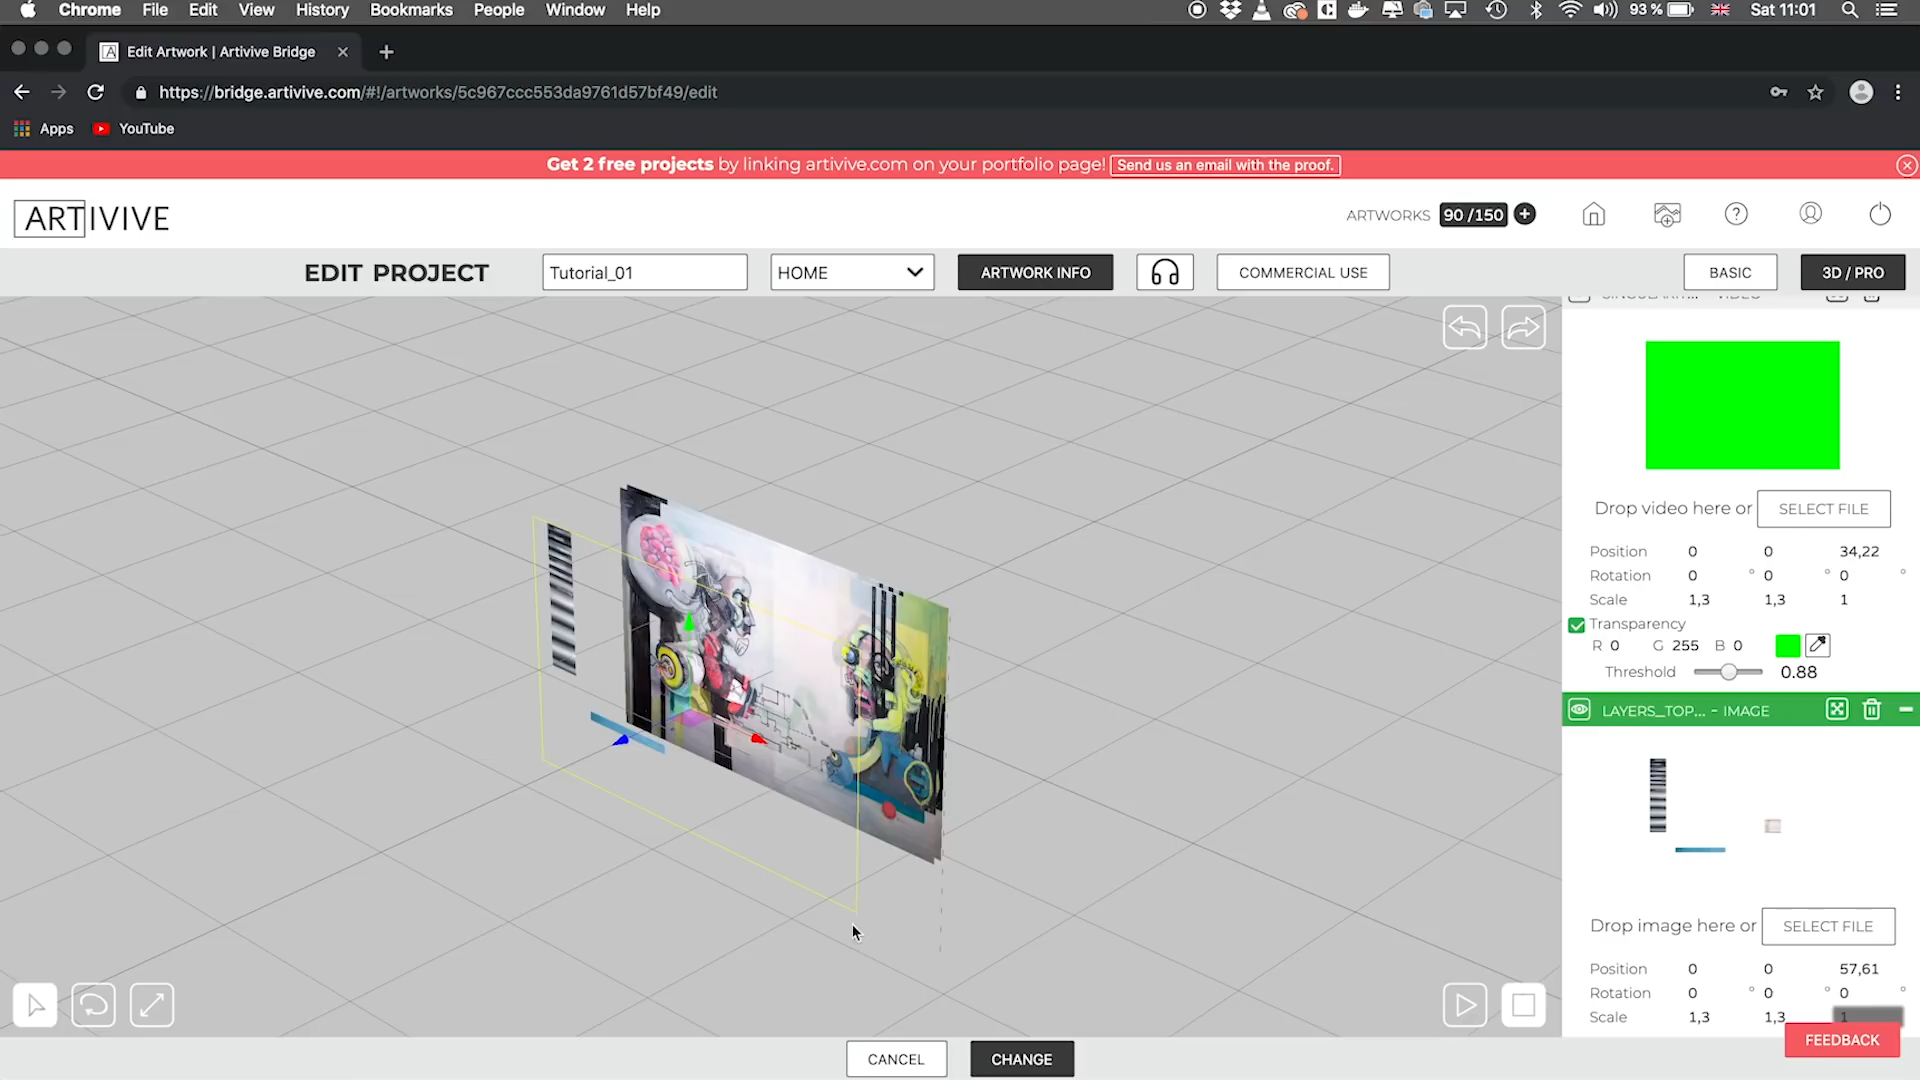 Chrome File Edit View History Bookmarks People Window Help 93 % Sat 11:01
Edit Artwork | Artivive Bridge
https://bridge.artivive.com/#!/artworks/5c967ccc553da9761d57bf49/edit
Apps YouTube
Get 2 free projects by linking artivive.com on your portfolio page! Send us an email with the proof.
ARTIVIVE ARTWORKS 90 /150
EDIT PROJECT Tutorial_01 HOME ARTWORK INFO COMMERCIAL USE BASIC 3D / PRO
Drop video here or SELECT FILE
Position 0 0 34,22
Rotation 0 ° 0 ° 0 °
Scale 1,3 1,3 1
Transparency
R 0 G 255 B 0
Threshold 0.88
LAYERS_TOP... - IMAGE
Drop image here or SELECT FILE
Position 0 0 57,61
Rotation 0 ° 0 ° 0 °
Scale 1,3 1,3 1
FEEDBACK
CANCEL CHANGE